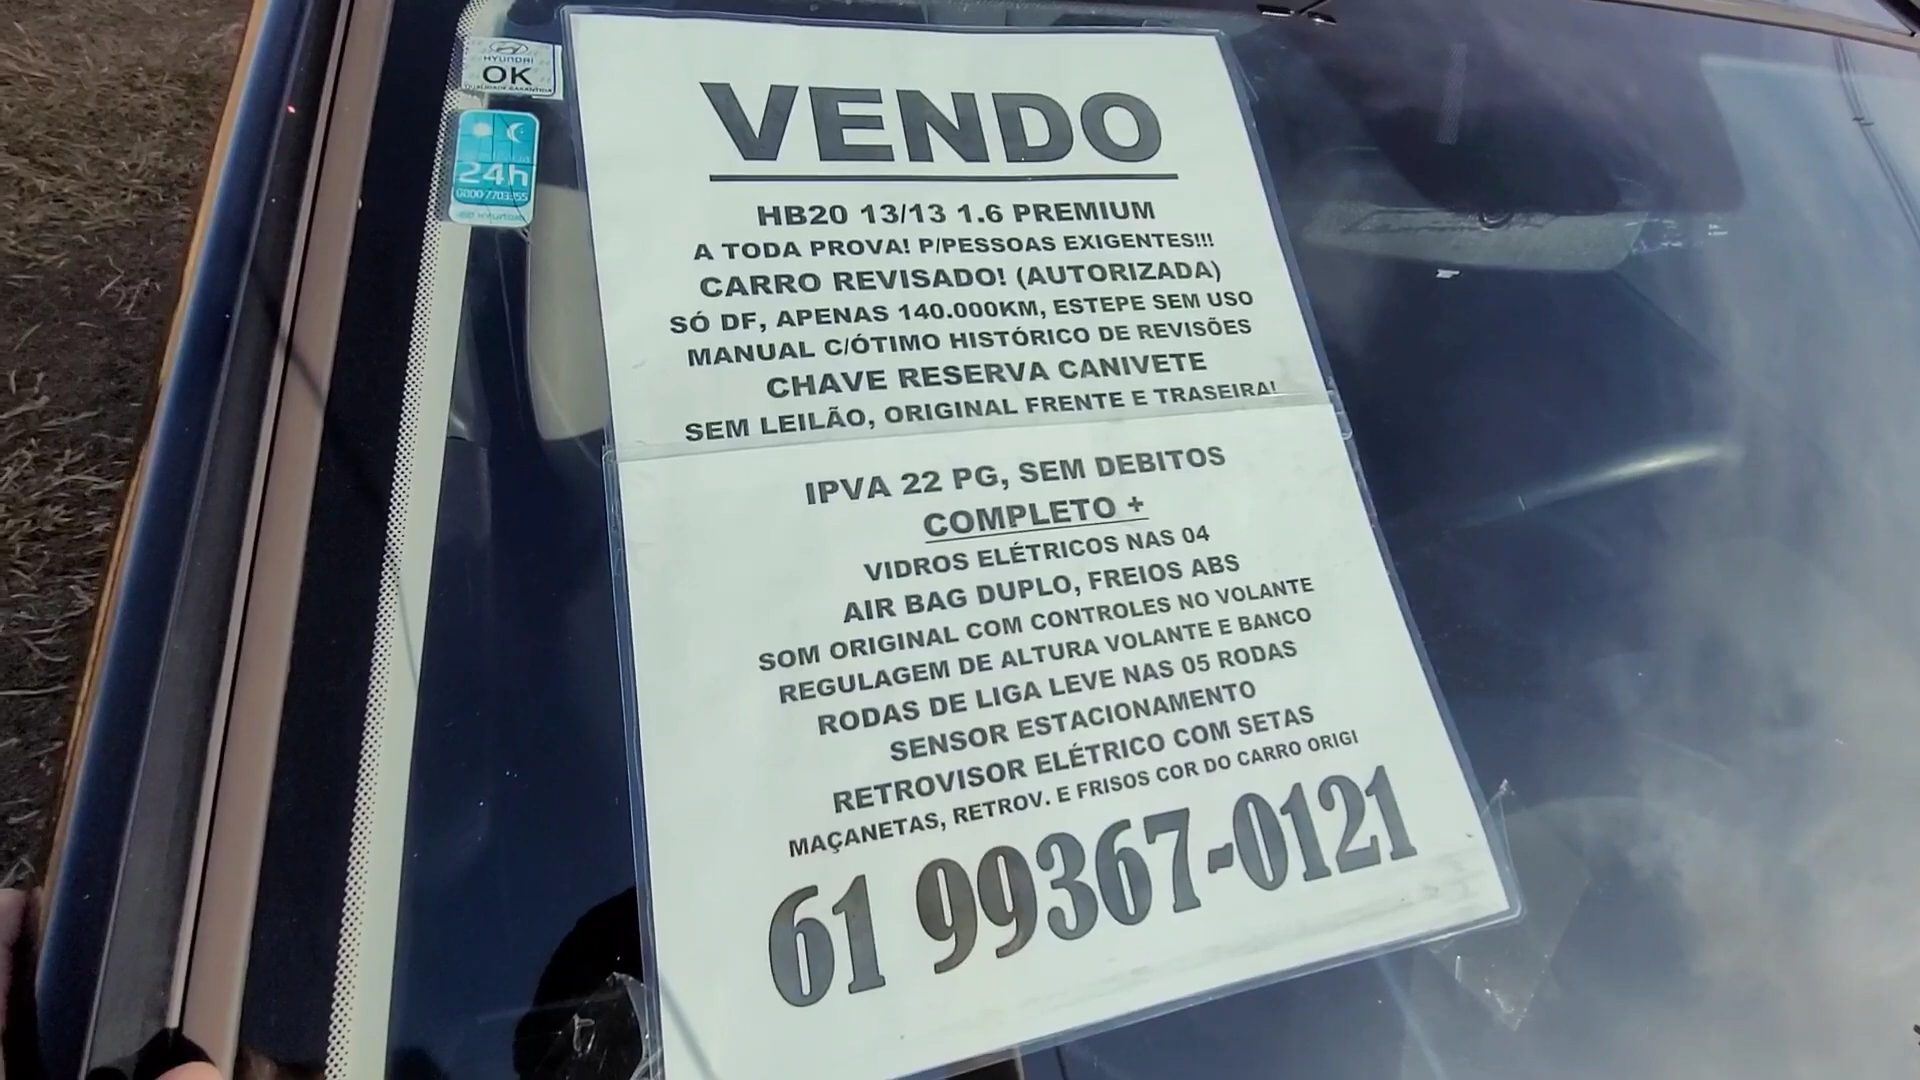 HYUNDAI
OK
QUALIDADE GARANTIDA
24h
VENDO
HB20 13/13 1.6 PREMIUM
A TODA PROVA! P/PESSOAS EXIGENTES!!!
CARRO REVISADO! (AUTORIZADA)
SÓ DF, APENAS 140.000KM, ESTEPE SEM USO
MANUAL C/ÓTIMO HISTÓRICO DE REVISÕES
CHAVE RESERVA CANIVETE
SEM LEILÃO, ORIGINAL FRENTE E TRASEIRA!
IPVA 22 PG, SEM DEBITOS
COMPLETO +
VIDROS ELÉTRICOS NAS 04
AIR BAG DUPLO, FREIOS ABS
SOM ORIGINAL COM CONTROLES NO VOLANTE
REGULAGEM DE ALTURA VOLANTE E BANCO
RODAS DE LIGA LEVE NAS 05 RODAS
SENSOR ESTACIONAMENTO
RETROVISOR ELÉTRICO COM SETAS
MAÇANETAS, RETROV. E FRISOS COR DO CARRO ORIGI
61 99367-0121